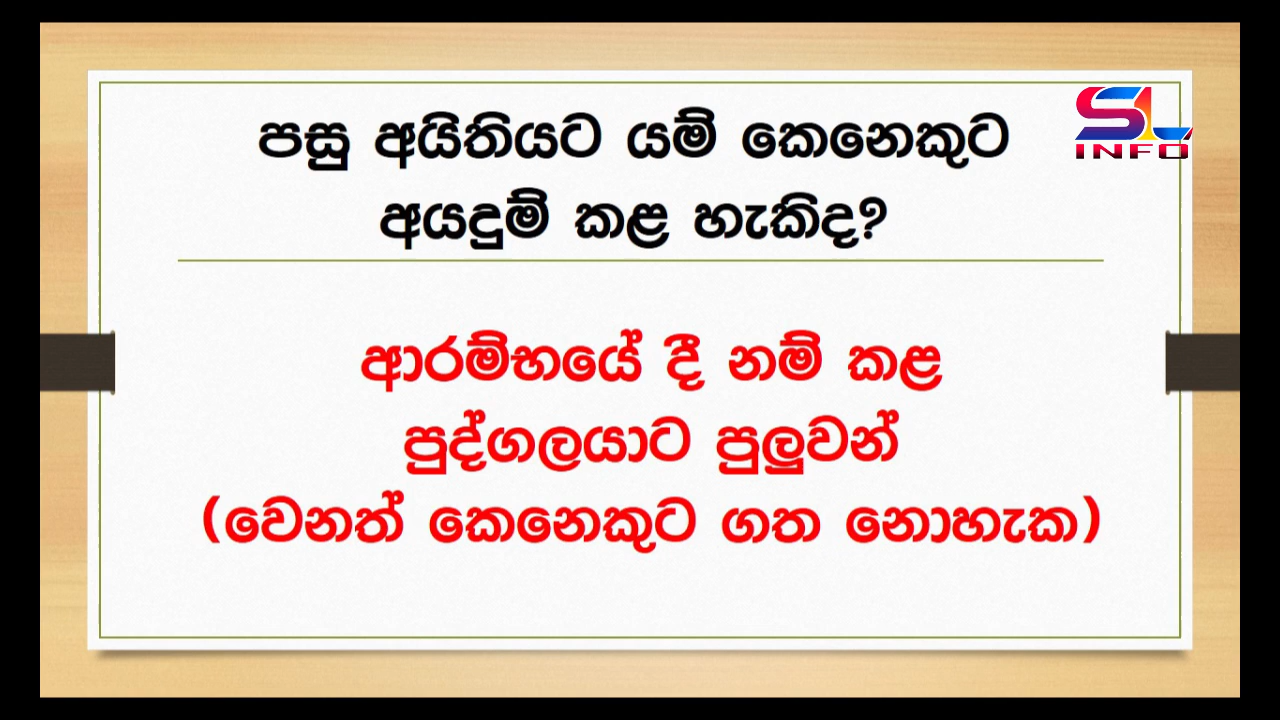 පසු අයිතියට යම් කෙනෙකුට
SL
INFO
අයදුම් කළ හැකිද?
ආරම්භයේ දී නම් කළ
පුද්ගලයාට පුලුවන්
(වෙනත් කෙනෙකුට ගත නොහැක)